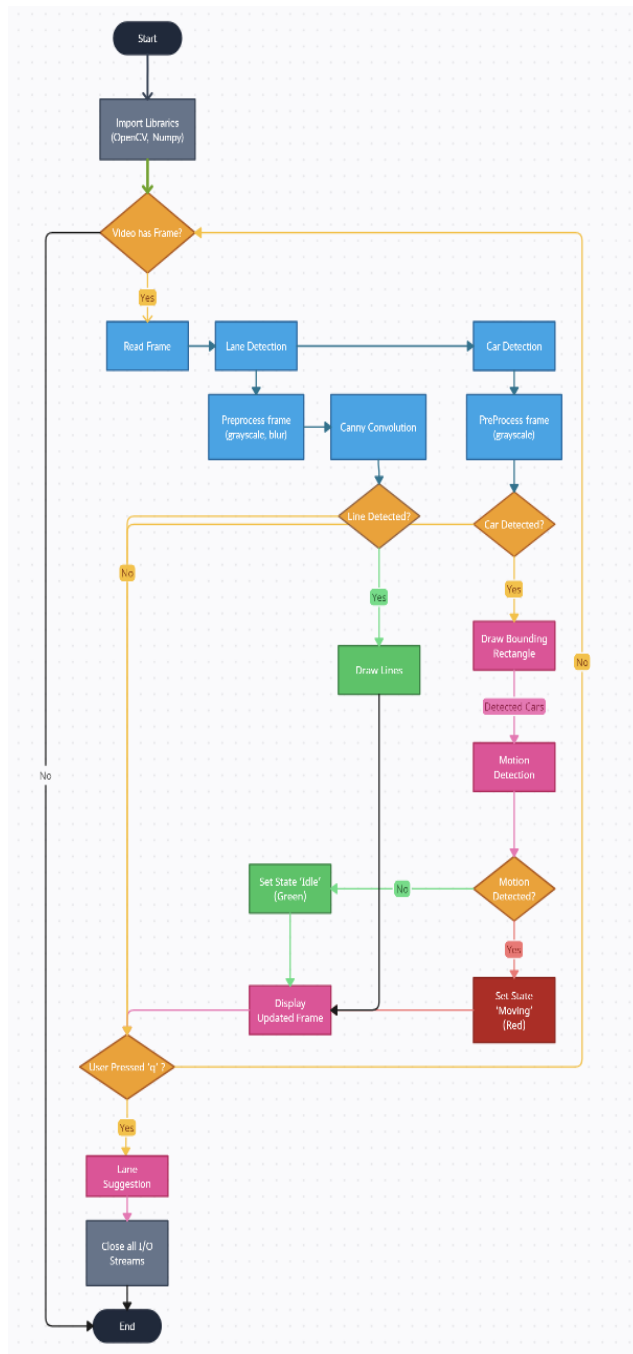 Start
Import Libraries
(OpenCV, Numpy)
Video has Frame?
Yes
Read Frame
Lane Detection
Car Detection
Preprocess frame
(grayscale, blur)
Canny Convolution
PreProcess frame
(grayscale)
Line Detected?
Car Detected?
No
Yes
Yes
Draw Bounding
Rectangle
Draw Lines
No
Detected Cars
Motion
Detection
No
Set State 'Idle'
(Green)
No
Motion
Detected?
Yes
Display
Updated Frame
Set State
'Moving'
(Red)
User Pressed 'q' ?
Yes
Lane
Suggestion
Close all I/O
Streams
End